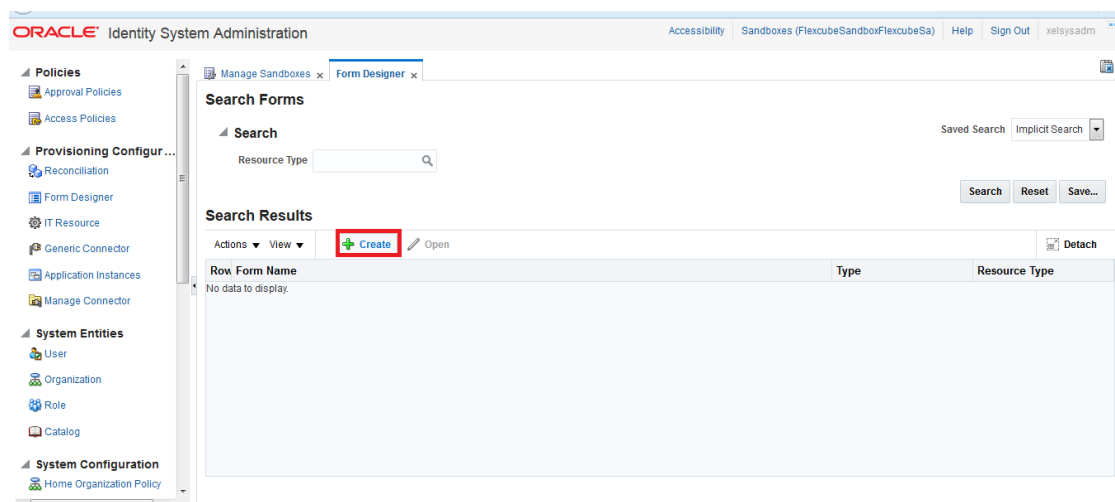 ORACLE Identity System Administration
Accessibility Sandboxes (FlexcubeSandboxFlexcubeSa) Help Sign Out xelsysadm
Policies
Approval Policies
Access Policies
Provisioning Configur...
Reconciliation
Form Designer
IT Resource
Generic Connector
Application Instances
Manage Connector
System Entities
User
Organization
Role
Catalog
System Configuration
Home Organization Policy
Manage Sandboxes x Form Designer x
Search Forms
Search
Saved Search Implicit Search
Resource Type
Search Reset Save...
Search Results
Actions View Create Open Detach
Row Form Name Type Resource Type
No data to display.